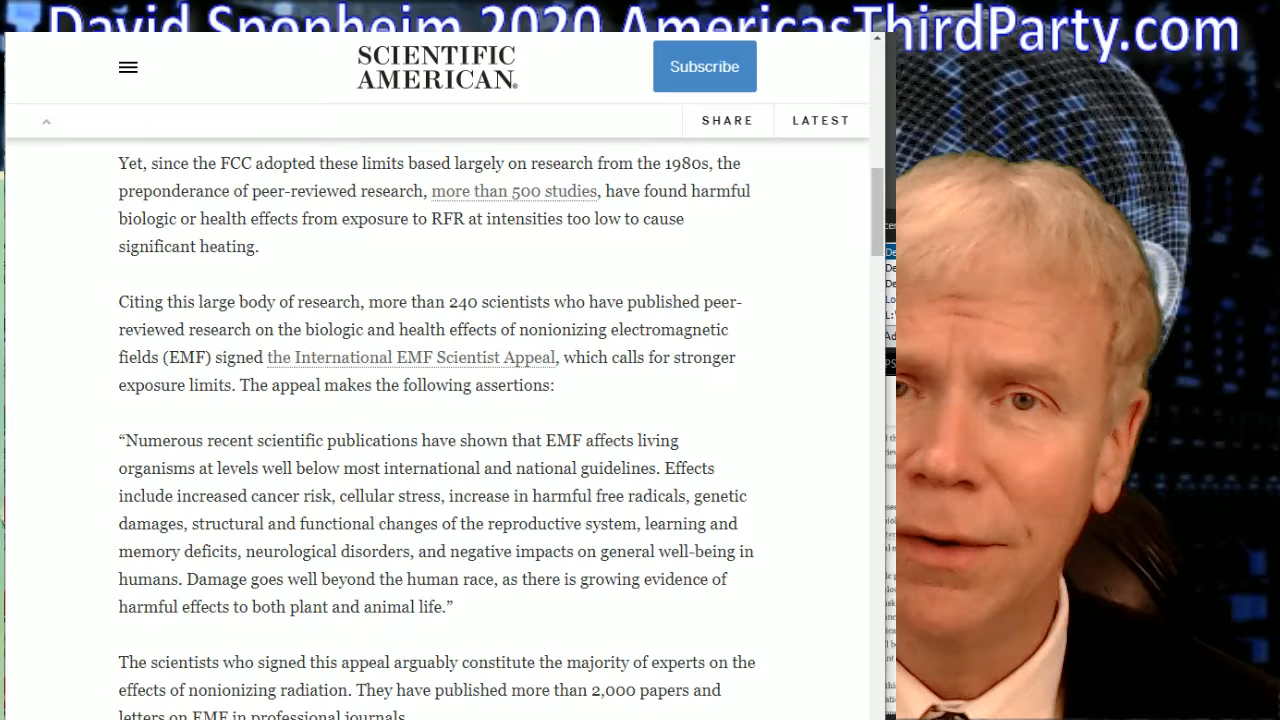 David Sponheim 2020 AmericasThirdParty.com
SCIENTIFIC
AMERICAN
Subscribe
SHARE
LATEST
Yet, since the FCC adopted these limits based largely on research from the 1980s, the
preponderance of peer-reviewed research, more than 500 studies, have found harmful
biologic or health effects from exposure to RFR at intensities too low to cause
significant heating.
Citing this large body of research, more than 240 scientists who have published peer-
reviewed research on the biologic and health effects of nonionizing electromagnetic
fields (EMF) signed the International EMF Scientist Appeal, which calls for stronger
exposure limits. The appeal makes the following assertions:
“Numerous recent scientific publications have shown that EMF affects living
organisms at levels well below most international and national guidelines. Effects
include increased cancer risk, cellular stress, increase in harmful free radicals, genetic
damages, structural and functional changes of the reproductive system, learning and
memory deficits, neurological disorders, and negative impacts on general well-being in
humans. Damage goes well beyond the human race, as there is growing evidence of
harmful effects to both plant and animal life.”
The scientists who signed this appeal arguably constitute the majority of experts on the
effects of nonionizing radiation. They have published more than 2,000 papers and
letters on EMF in professional journals.